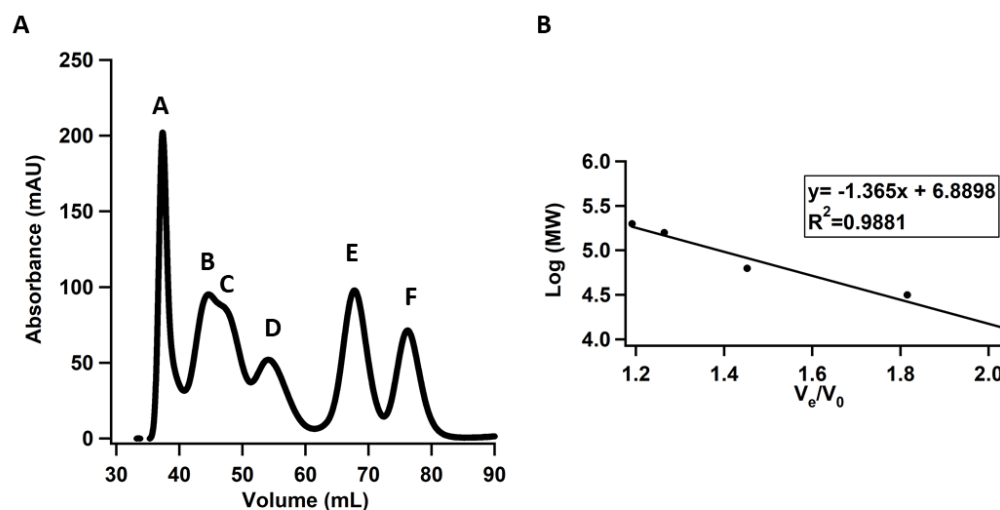 A
250
200
150
100
50
0
Absorbance (mAU)
A
B
C
D
E
F
30 40 50 60 70 80 90
Volume (mL)
B
6.0
5.5
5.0
4.5
4.0
Log (MW)
y= -1.365x + 6.8898
R²=0.9881
1.2 1.4 1.6 1.8 2.0
Vₑ/V₀